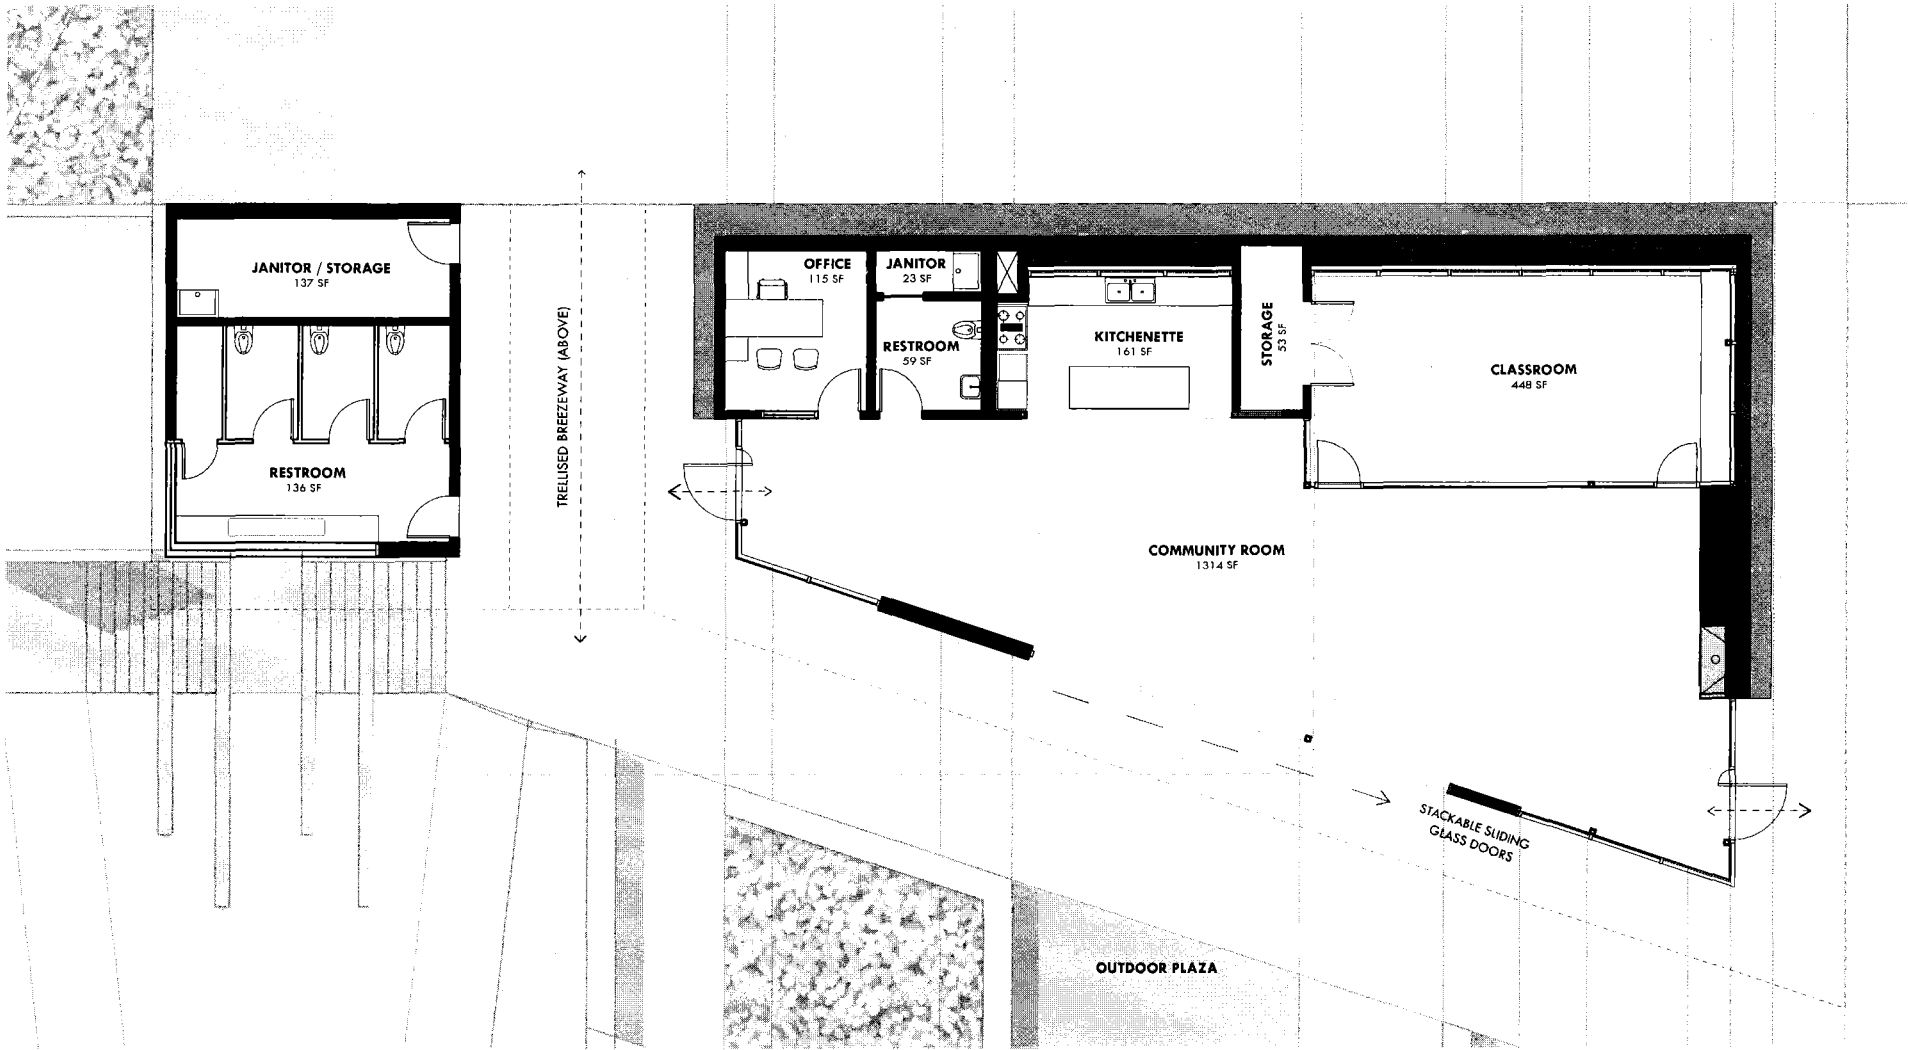 JANITOR / STORAGE
137 SF
RESTROOM
136 SF
TRELLISED BREEZEWAY (ABOVE)
OFFICE
115 SF
JANITOR
23 SF
RESTROOM
59 SF
KITCHENETTE
161 SF
STORAGE
53 SF
CLASSROOM
448 SF
COMMUNITY ROOM
1314 SF
STACKABLE SLIDING
GLASS DOORS
OUTDOOR PLAZA